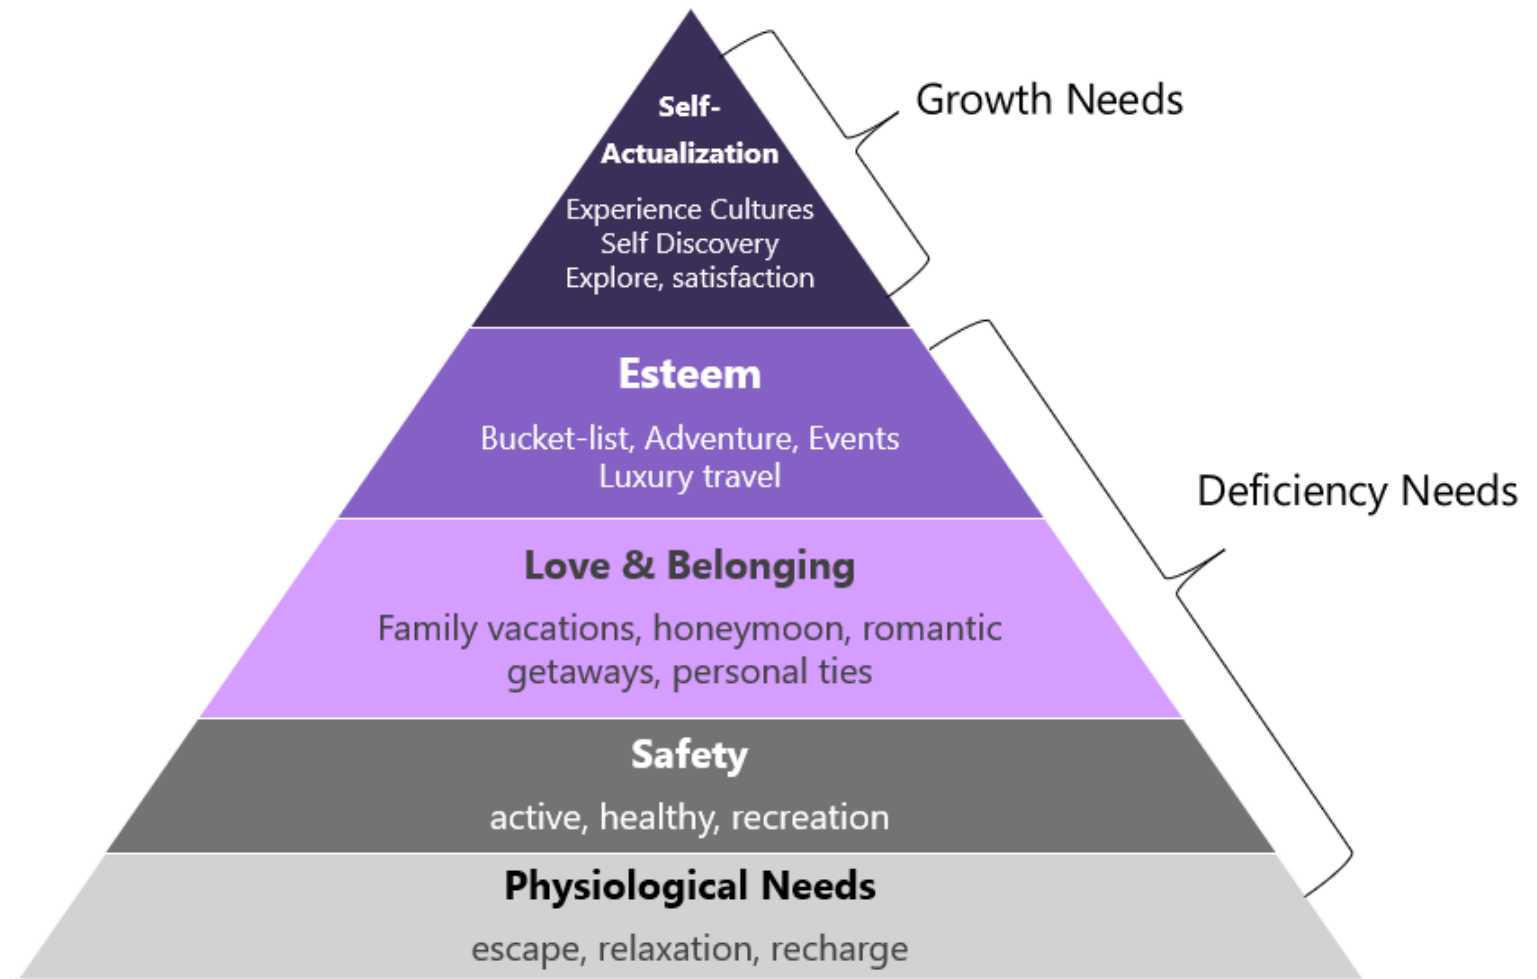 Self-
Actualization
Experience Cultures
Self Discovery
Explore, satisfaction
Growth Needs
Esteem
Bucket-list, Adventure, Events
Luxury travel
Deficiency Needs
Love & Belonging
Family vacations, honeymoon, romantic
getaways, personal ties
Safety
active, healthy, recreation
Physiological Needs
escape, relaxation, recharge